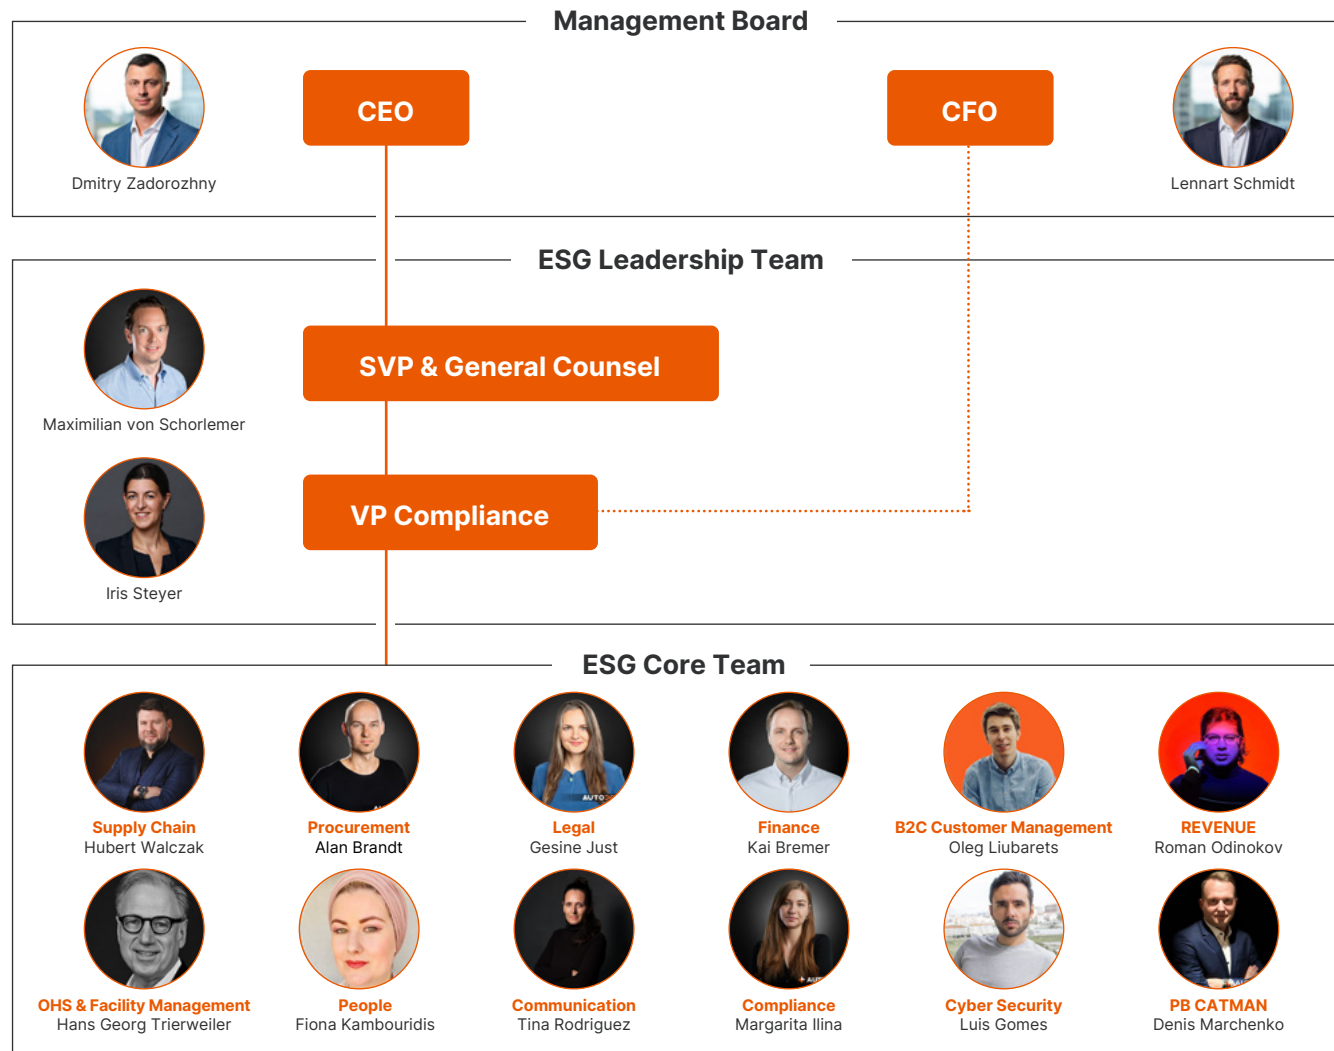 Management Board
CEO
CFO
Dmitry Zadorozhny
Lennart Schmidt
ESG Leadership Team
SVP & General Counsel
Maximilian von Schorlemer
VP Compliance
Iris Steyer
ESG Core Team
Supply Chain
Hubert Walczak
Procurement
Alan Brandt
Legal
Gesine Just
Finance
Kai Bremer
B2C Customer Management
Oleg Liubarets
REVENUE
Roman Odinokov
OHS & Facility Management
Hans Georg Trierweiler
People
Fiona Kambouridis
Communication
Tina Rodriguez
Compliance
Margarita Ilina
Cyber Security
Luis Gomes
PB CATMAN
Denis Marchenko